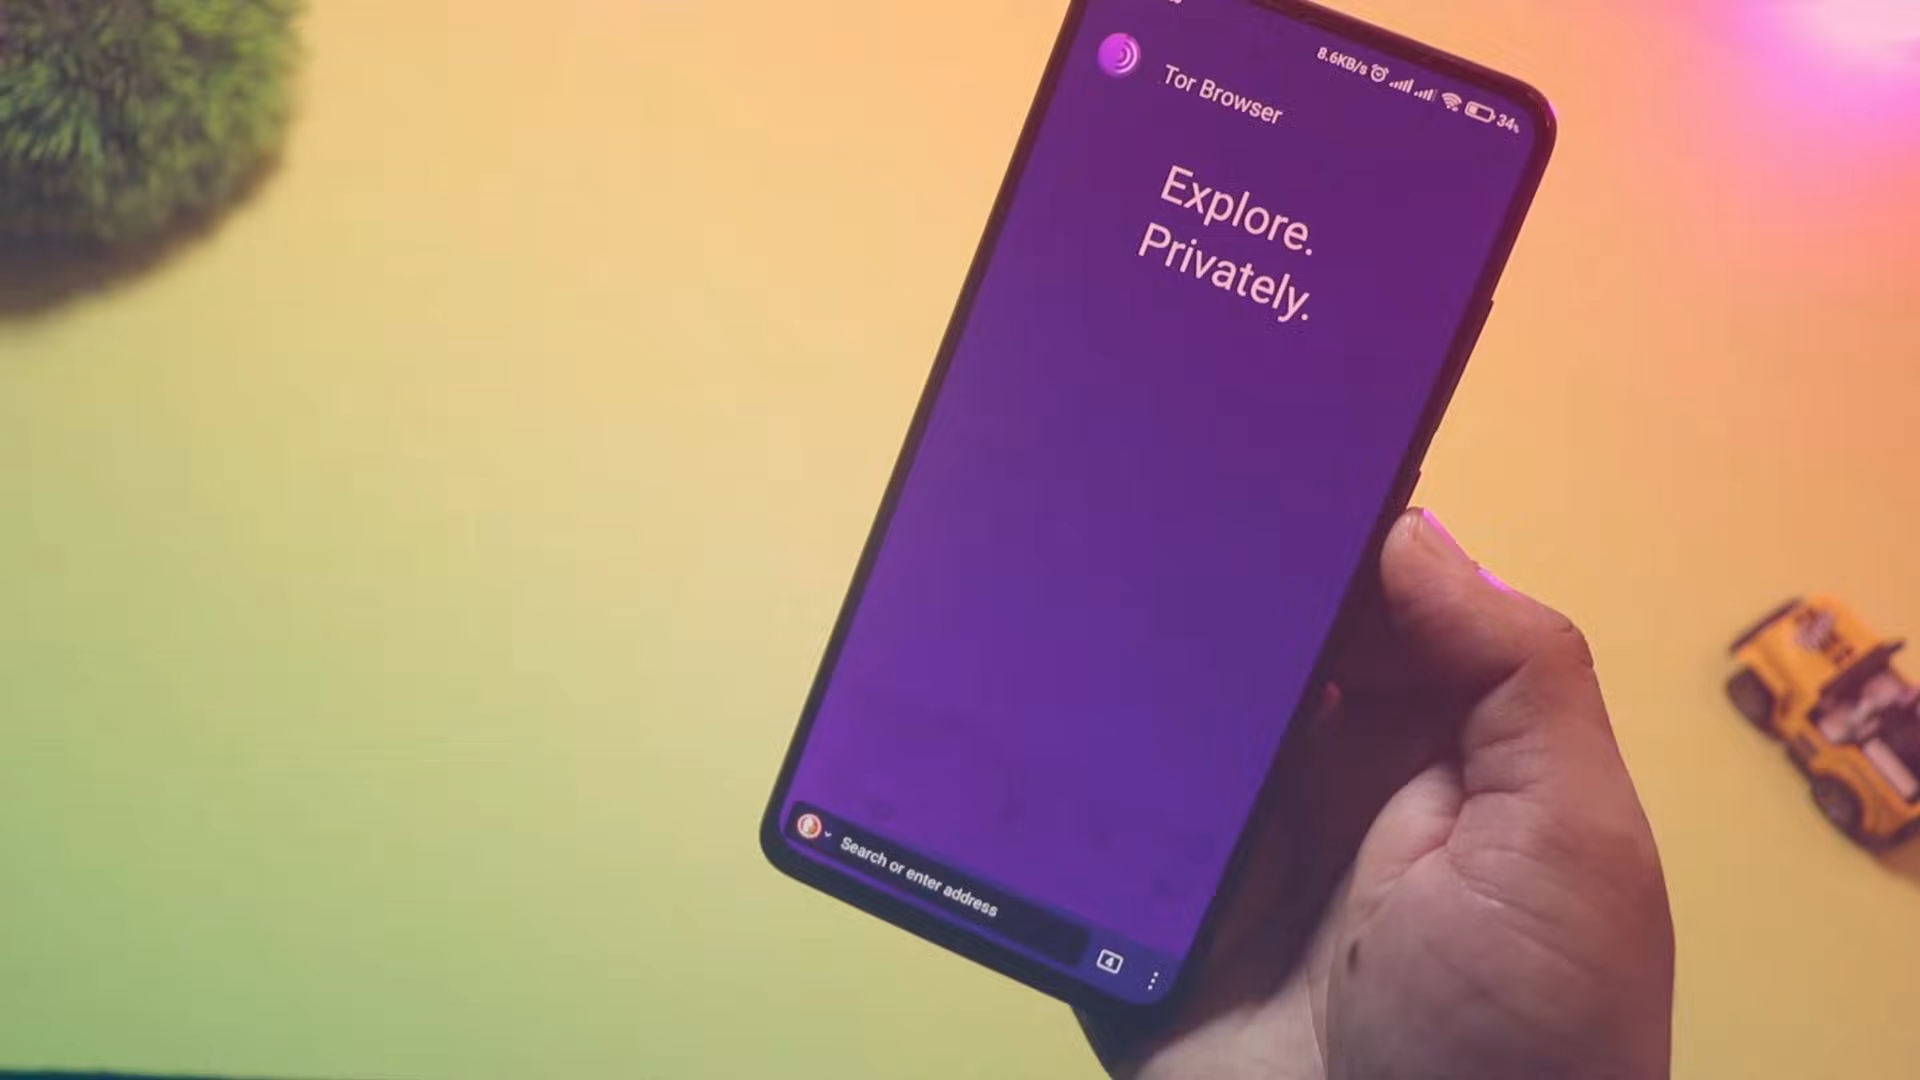 8.6KB/s 34%
Tor Browser
Explore.
Privately.
Search or enter address
4